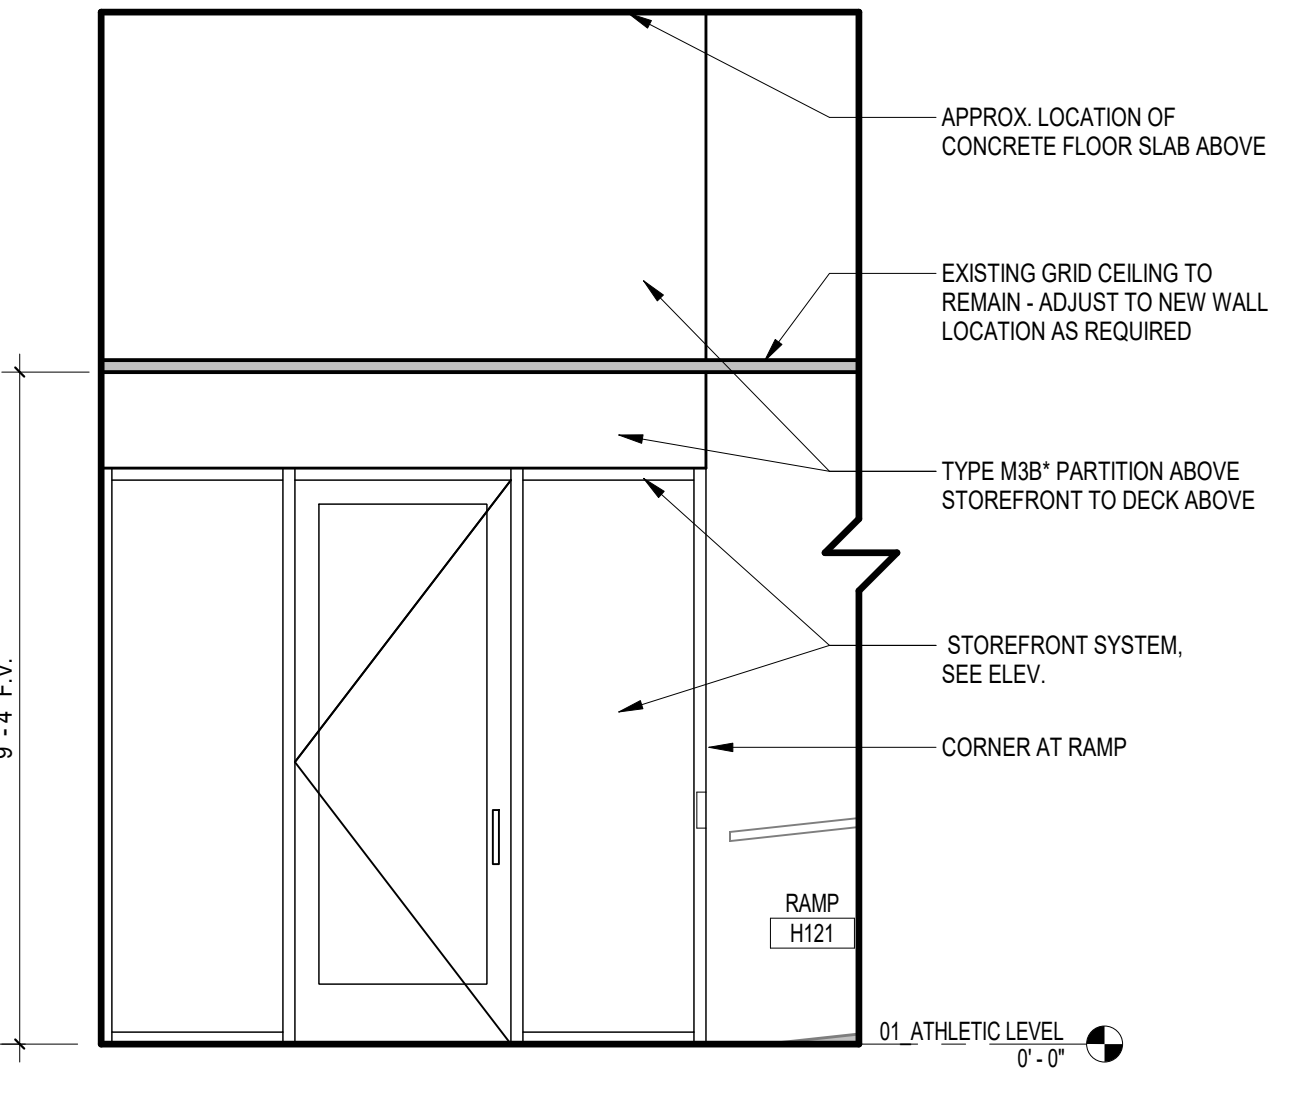 APPROX. LOCATION OF
CONCRETE FLOOR SLAB ABOVE
EXISTING GRID CEILING TO
REMAIN - ADJUST TO NEW WALL
LOCATION AS REQUIRED
TYPE M3B* PARTITION ABOVE
STOREFRONT TO DECK ABOVE
STOREFRONT SYSTEM,
SEE ELEV.
CORNER AT RAMP
9 - 4 F.V.
RAMP
H121
01_ATHLETIC LEVEL
0' - 0"